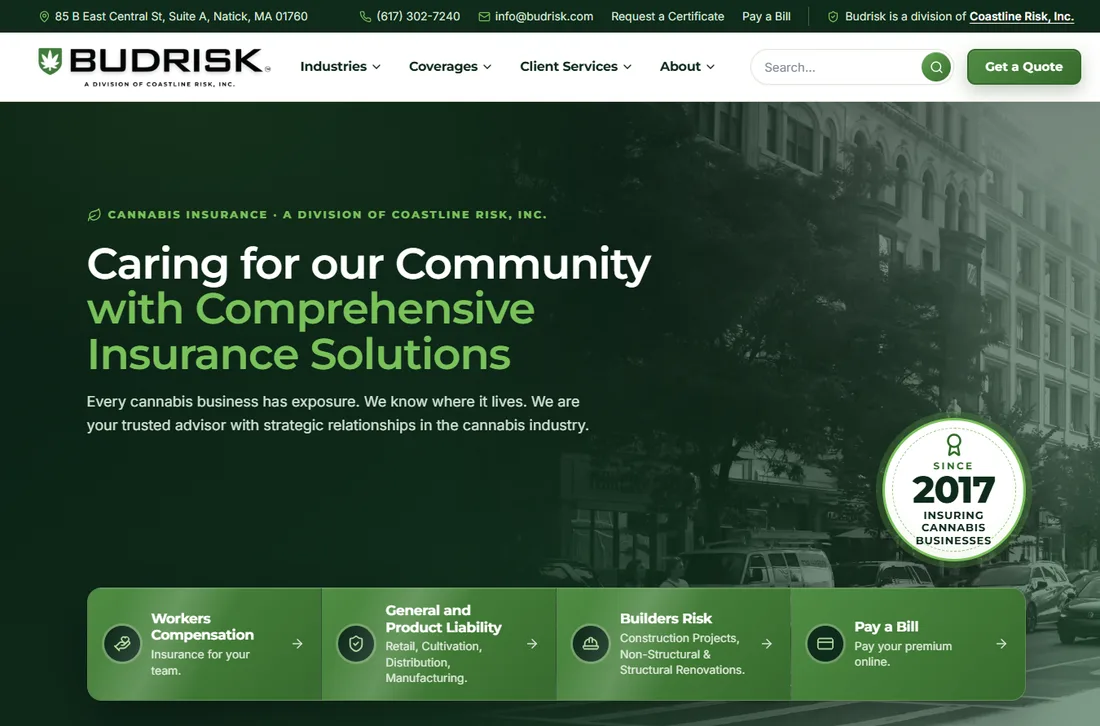 85 B East Central St, Suite A, Natick, MA 01760
(617) 302-7240
info@budrisk.com
Request a Certificate
Pay a Bill
Budrisk is a division of Coastline Risk, Inc.
BUDRISK
A DIVISION OF COASTLINE RISK, INC.
Industries
Coverages
Client Services
About
Search...
Get a Quote
CANNABIS INSURANCE · A DIVISION OF COASTLINE RISK, INC.
Caring for our Community
with Comprehensive
Insurance Solutions
Every cannabis business has exposure. We know where it lives. We are
your trusted advisor with strategic relationships in the cannabis industry.
SINCE
2017
INSURING
CANNABIS
BUSINESSES
Workers
Compensation
Insurance for your
team.
General and
Product Liability
Retail, Cultivation,
Distribution,
Manufacturing.
Builders Risk
Construction Projects,
Non-Structural &
Structural Renovations.
Pay a Bill
Pay your premium
online.